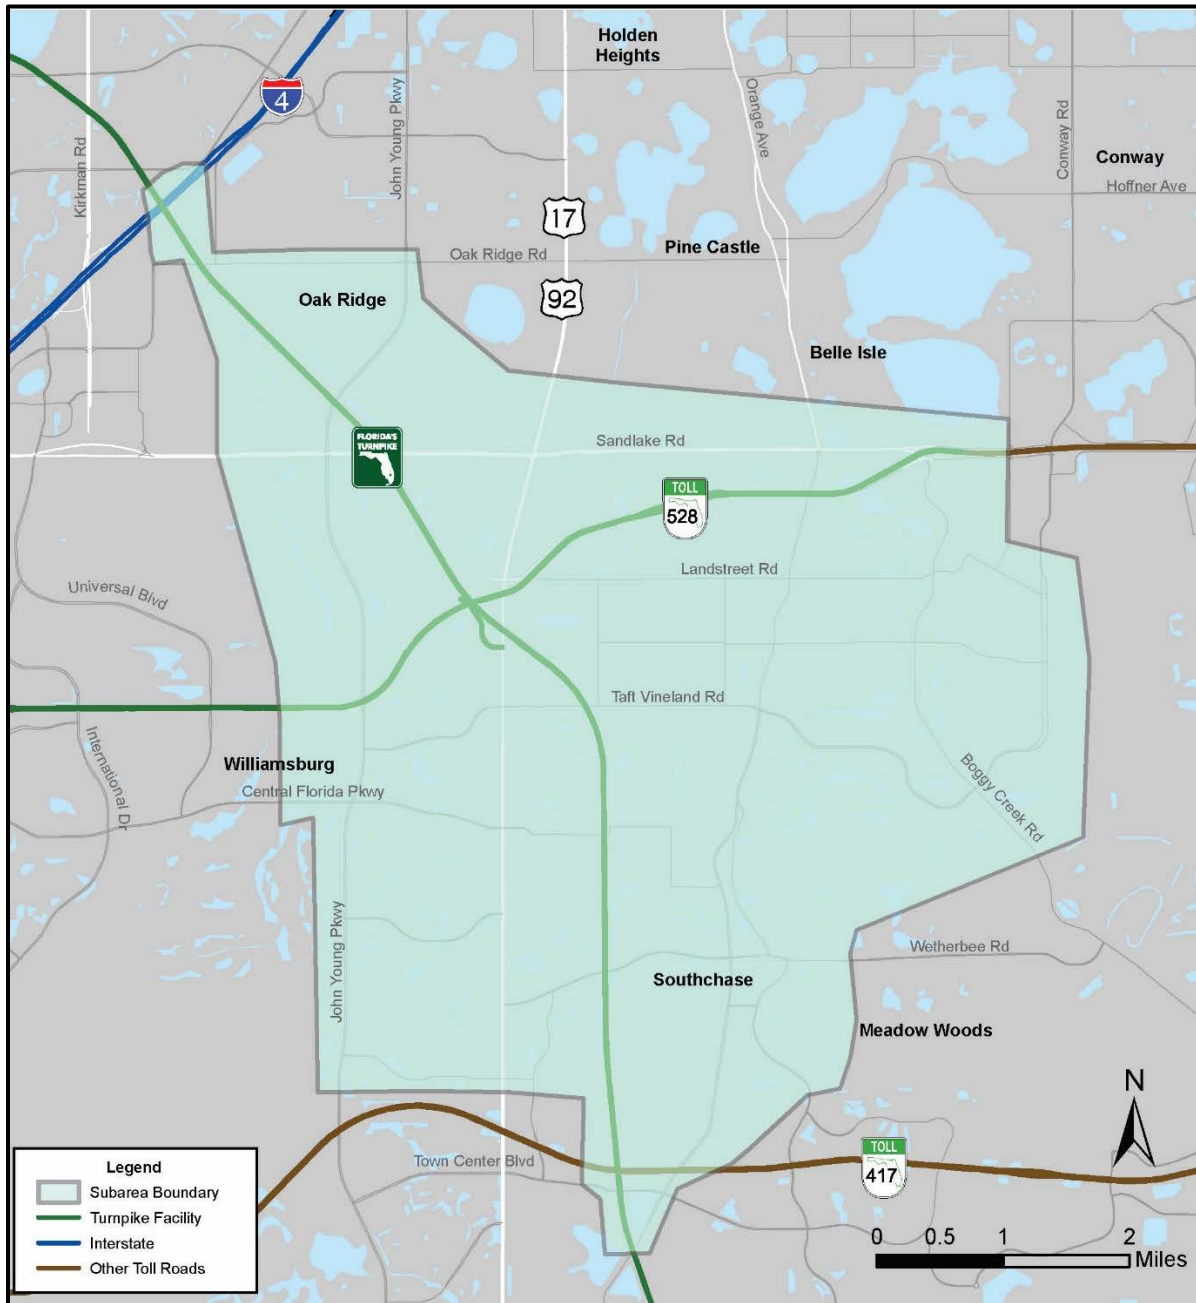 Holden
Heights
4
Kirkman Rd
John Young Pkwy
Orange Ave
Conway Rd
Conway
Hoffner Ave
17
Pine Castle
Oak Ridge Rd
92
Oak Ridge
Belle Isle
FLORIDA'S
TURNPIKE
Sandlake Rd
TOLL
528
Landstreet Rd
Universal Blvd
Taft Vineland Rd
International Dr
Williamsburg
Central Florida Pkwy
Boggy Creek Rd
John Young Pkwy
Wetherbee Rd
Southchase
Meadow Woods
N
TOLL
417
Town Center Blvd
Legend
Subarea Boundary
Turnpike Facility
Interstate
Other Toll Roads
0 0.5 1 2
Miles